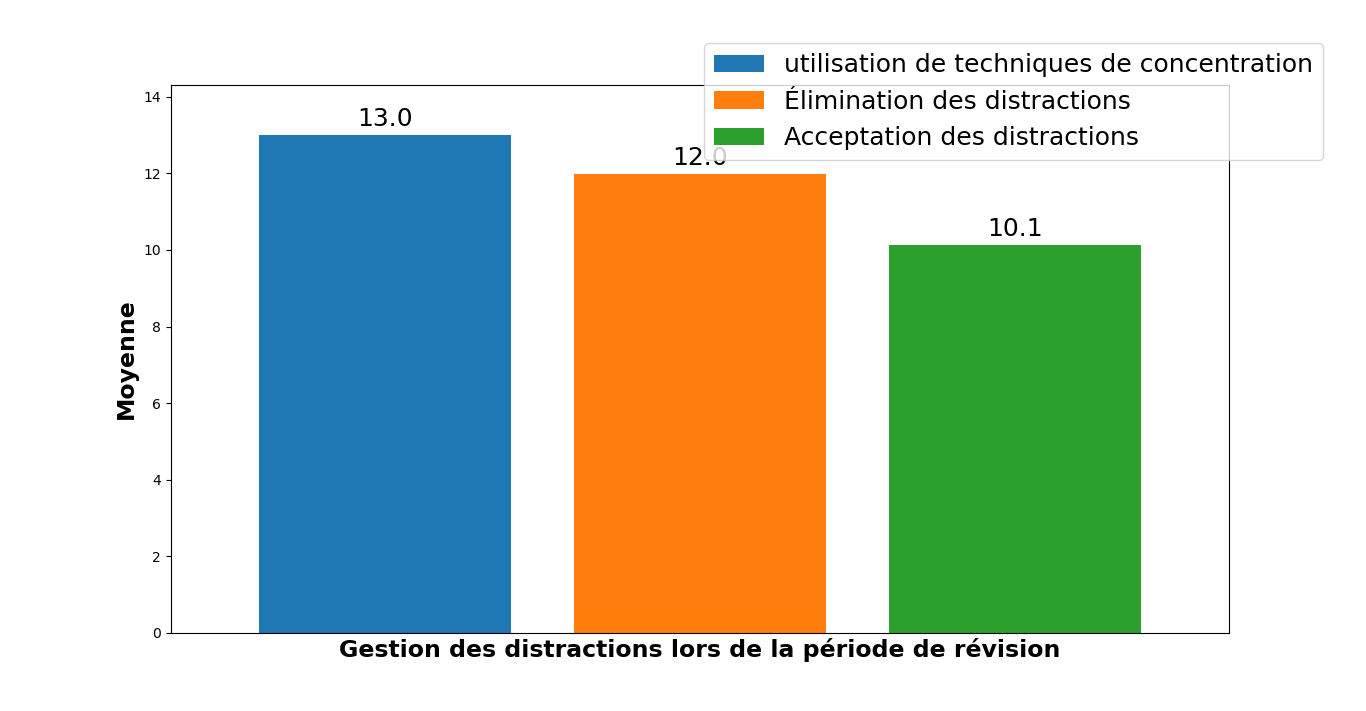 utilisation de techniques de concentration
Élimination des distractions
Acceptation des distractions
13.0
12.0
10.1
14
12
10
8
6
4
2
0
Moyenne
Gestion des distractions lors de la période de révision